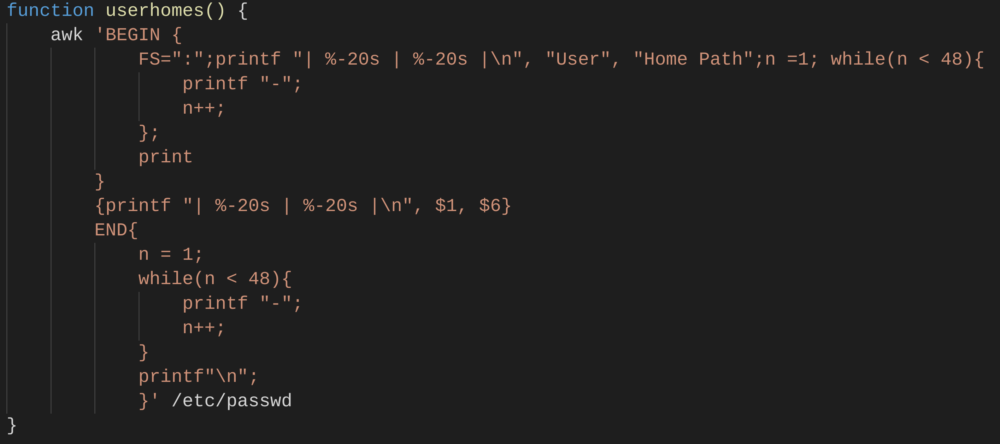 function userhomes() {
    awk 'BEGIN {
            FS=":";printf "| %-20s | %-20s |\n", "User", "Home Path";n =1; while(n < 48){
                printf "-";
                n++;
            };
            print
        }
        {printf "| %-20s | %-20s |\n", $1, $6}
        END{
            n = 1;
            while(n < 48){
                printf "-";
                n++;
            }
            printf"\n";
            }' /etc/passwd
}